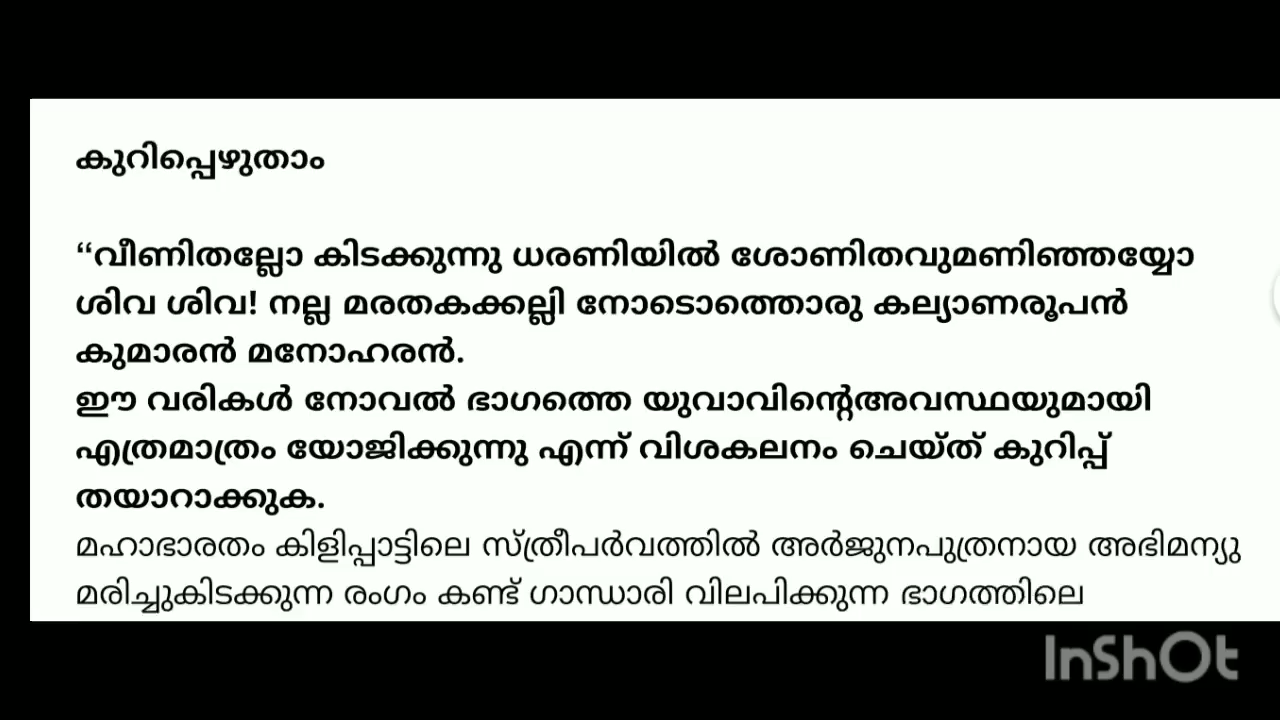 കുറിപ്പെഴുതാം
“വീണിതല്ലോ കിടക്കുന്നു ധരണിയിൽ ശോണിതവുമണിഞ്ഞയ്യോ
ശിവ ശിവ! നല്ല മരതകക്കല്ലി നോടൊത്തൊരു കല്യാണരൂപൻ
കുമാരൻ മനോഹരൻ.
ഈ വരികൾ നോവൽ ഭാഗത്തെ യുവാവിന്റെഅവസ്ഥയുമായി
എത്രമാത്രം യോജിക്കുന്നു എന്ന് വിശകലനം ചെയ്ത് കുറിപ്പ്
തയാറാക്കുക.
മഹാഭാരതം കിളിപ്പാട്ടിലെ സ്ത്രീപർവത്തിൽ അർജുനപുത്രനായ അഭിമന്യു
മരിച്ചുകിടക്കുന്ന രംഗം കണ്ട് ഗാന്ധാരി വിലപിക്കുന്ന ഭാഗത്തിലെ
InShOt